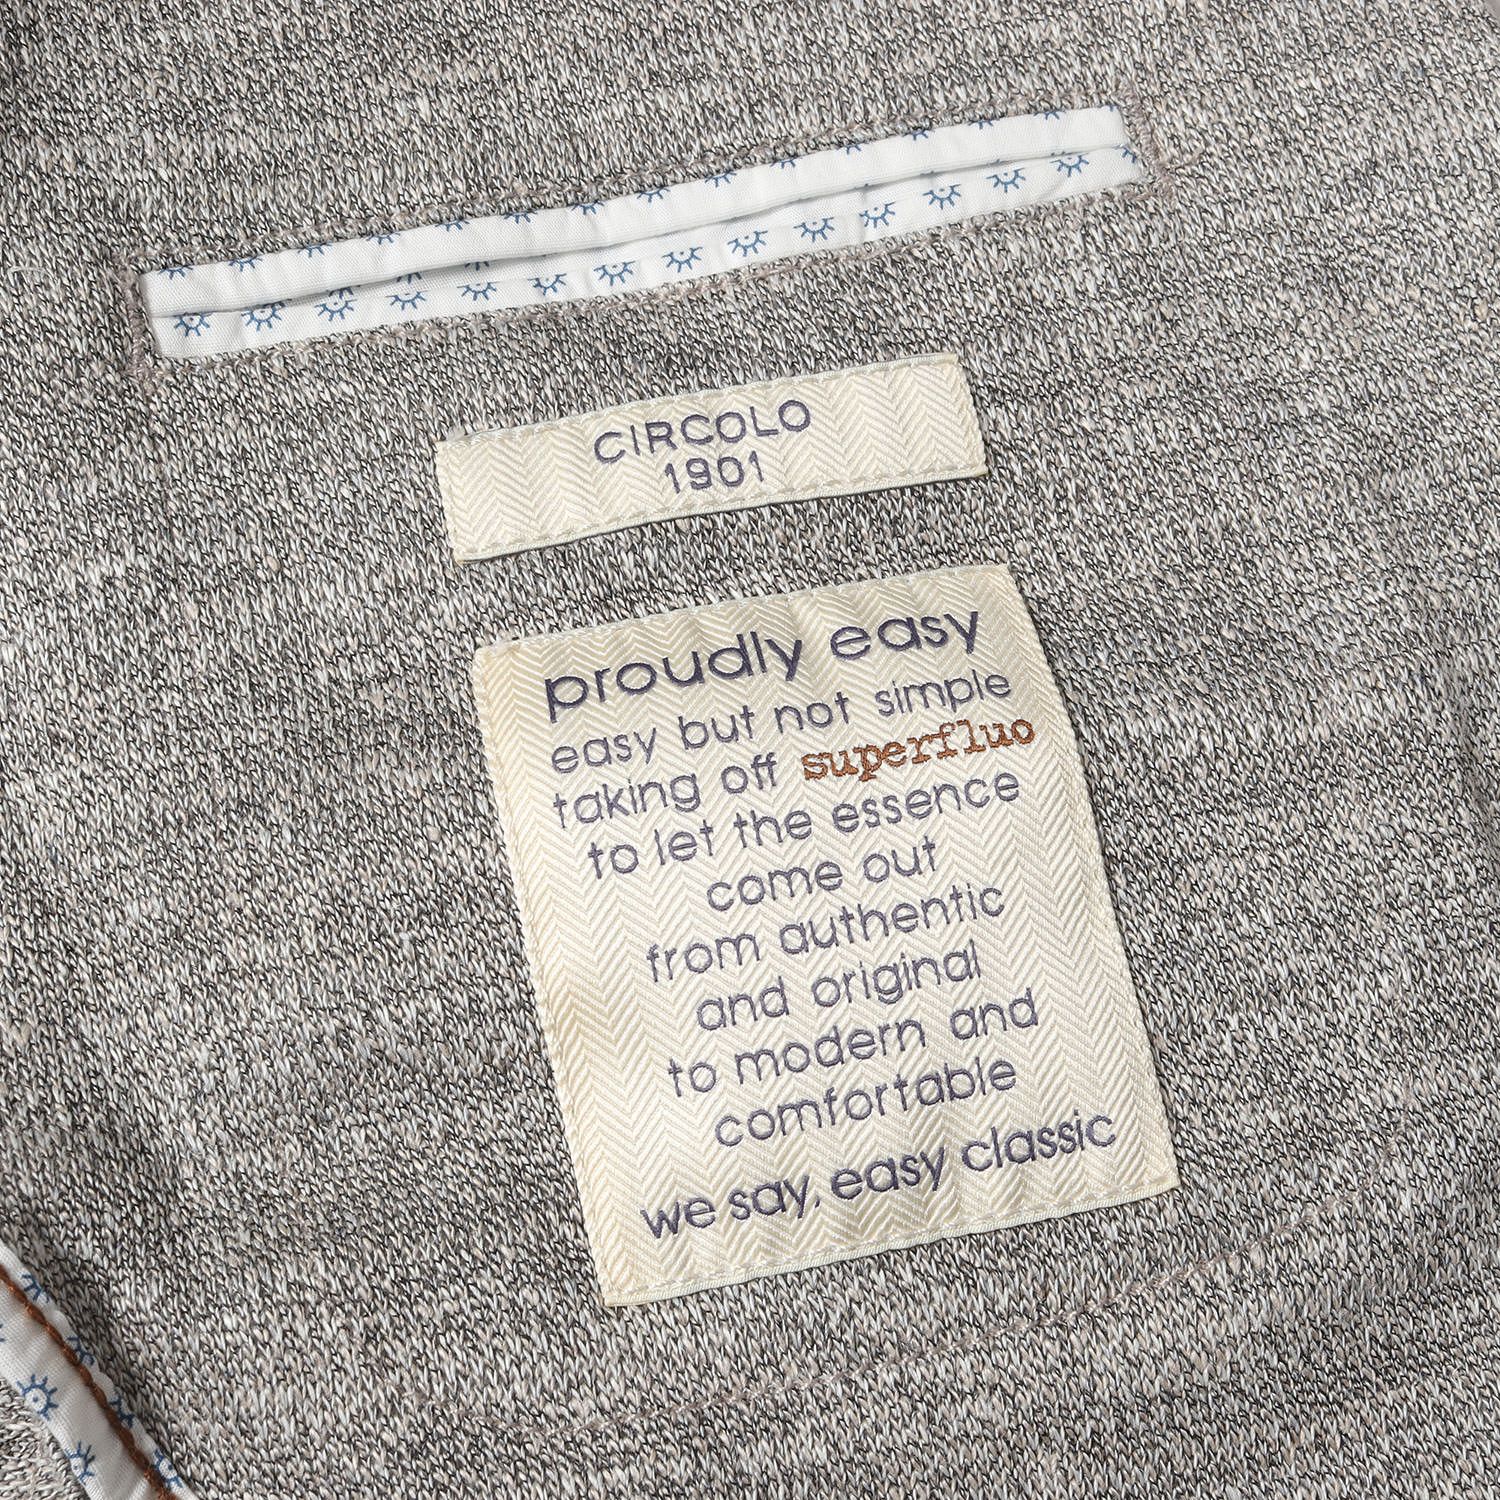 CIRCOLO
1901
proudly easy
easy but not simple
taking off superfluo
to let the essence
come out
from authentic
and original
to modern and
comfortable
we say, easy classic